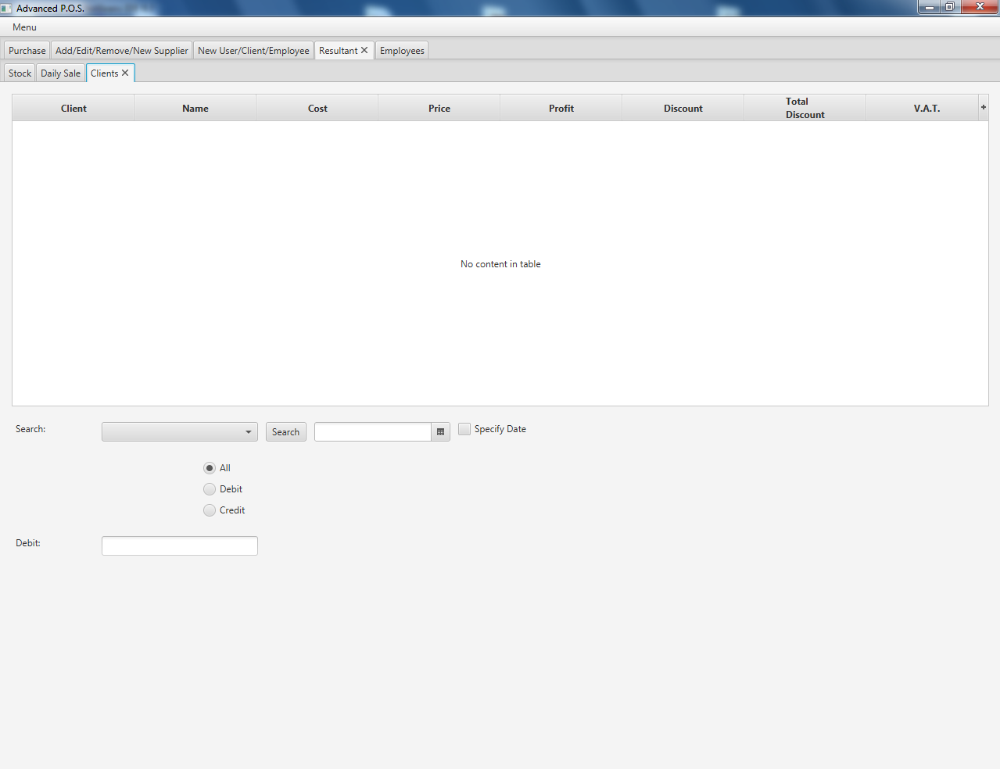 Advanced P.O.S.
Menu
Purchase Add/Edit/Remove/New Supplier New User/Client/Employee Resultant Employees
Stock Daily Sale Clients
Client Name Cost Price Profit Discount Total Discount V.A.T. +
No content in table
Search: Search Specify Date
All
Debit
Credit
Debit: